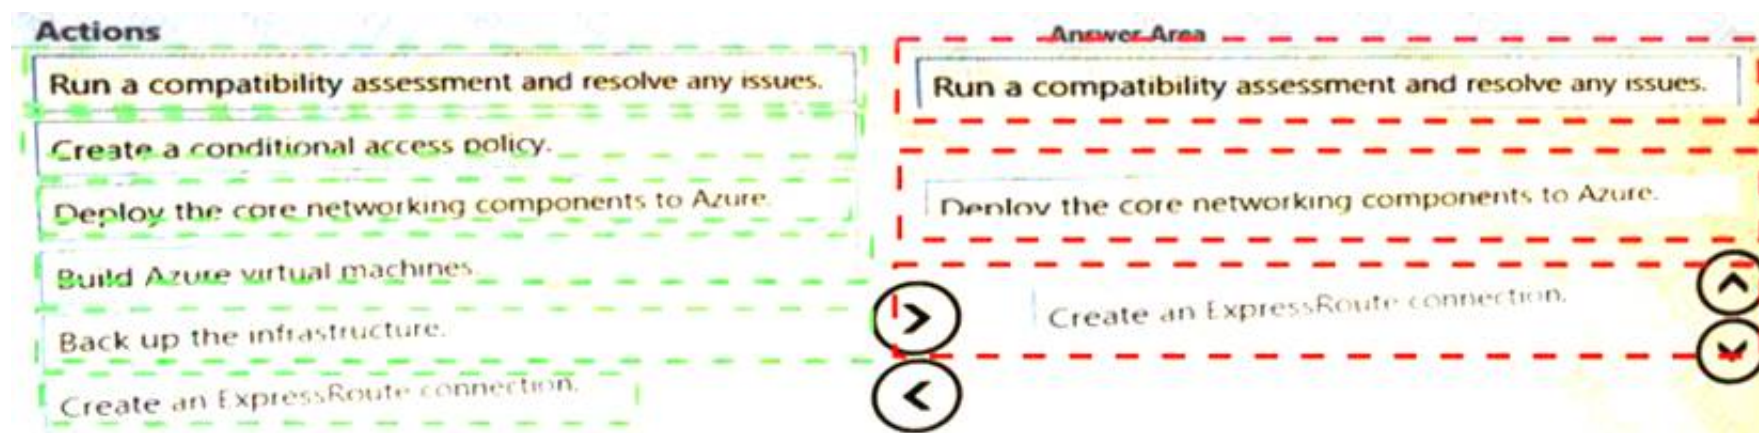 Actions
Run a compatibility assessment and resolve any issues.
Create a conditional access policy.
Deploy the core networking components to Azure.
Build Azure virtual machines.
Back up the infrastructure.
Create an ExpressRoute connection.
Answer Area
Run a compatibility assessment and resolve any issues.
Deploy the core networking components to Azure.
Create an ExpressRoute connection.